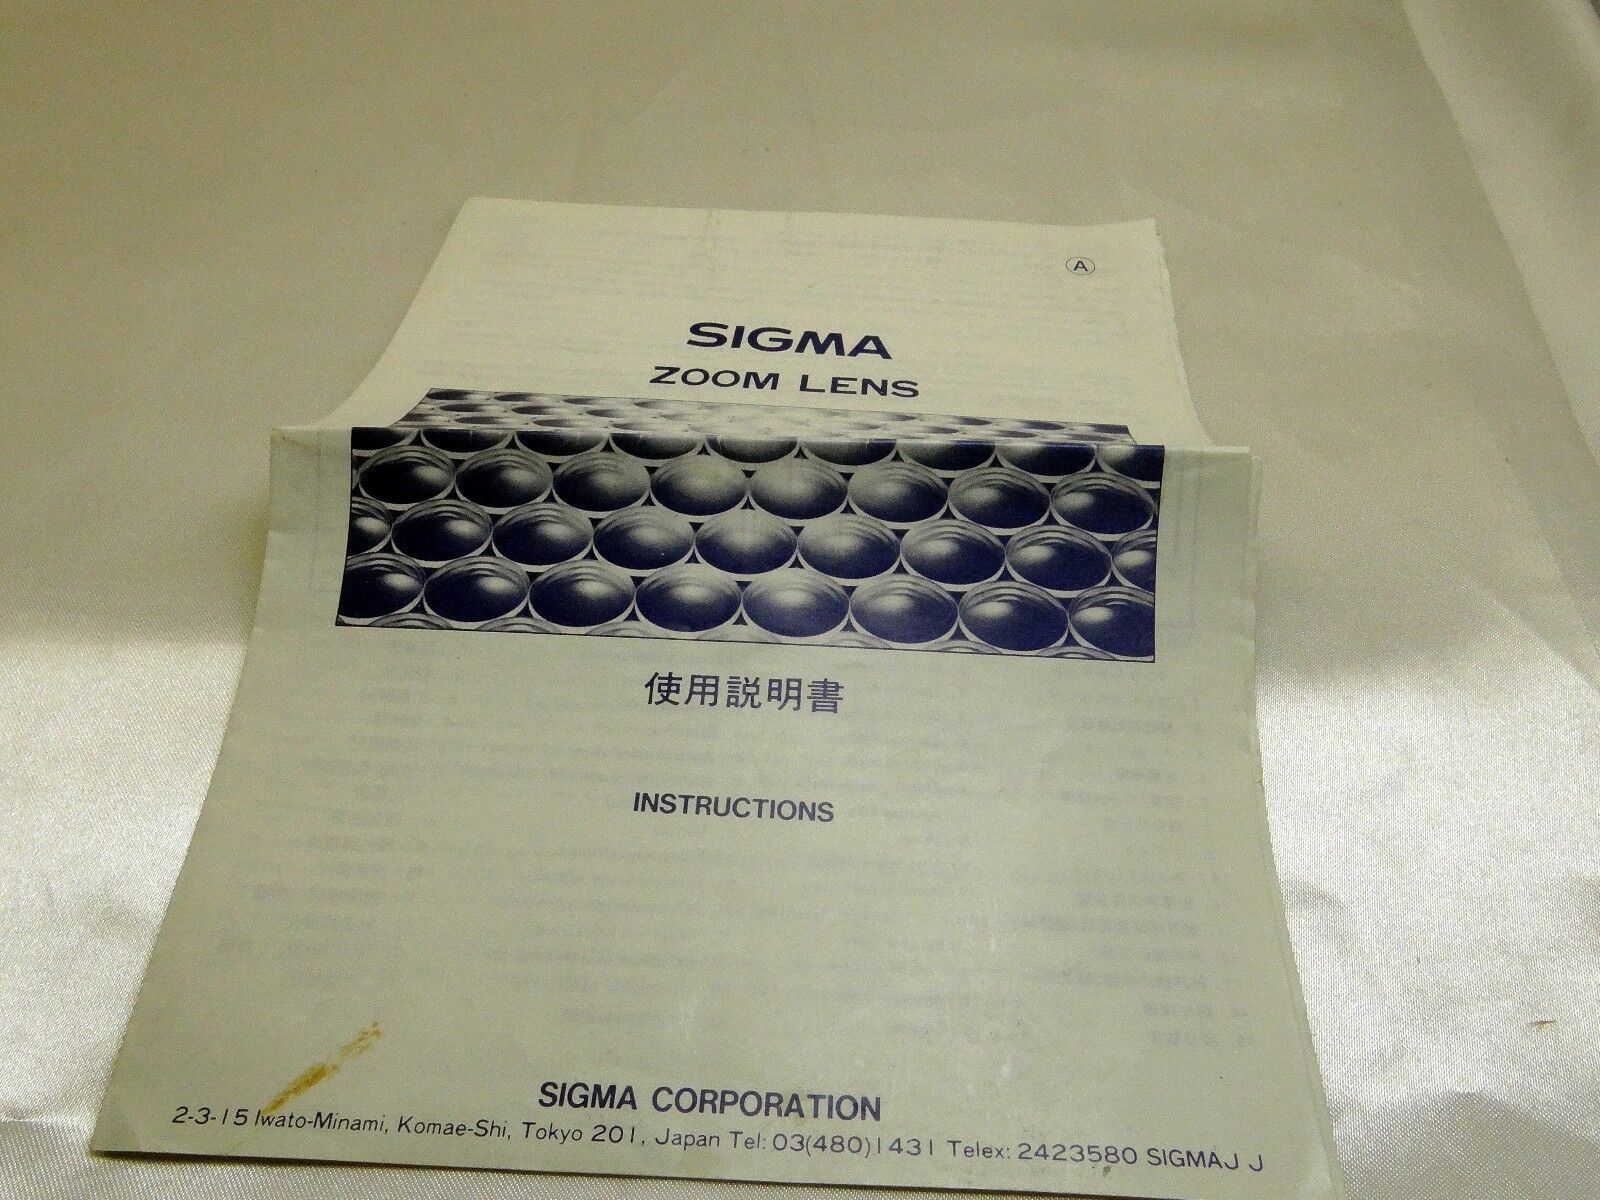 Ⓐ
SIGMA
ZOOM LENS
使用説明書
INSTRUCTIONS
SIGMA CORPORATION
2-3-15 Iwato-Minami, Komae-Shi, Tokyo 201, Japan Tel: 03(480)1431 Telex: 2423580 SIGMAJ J